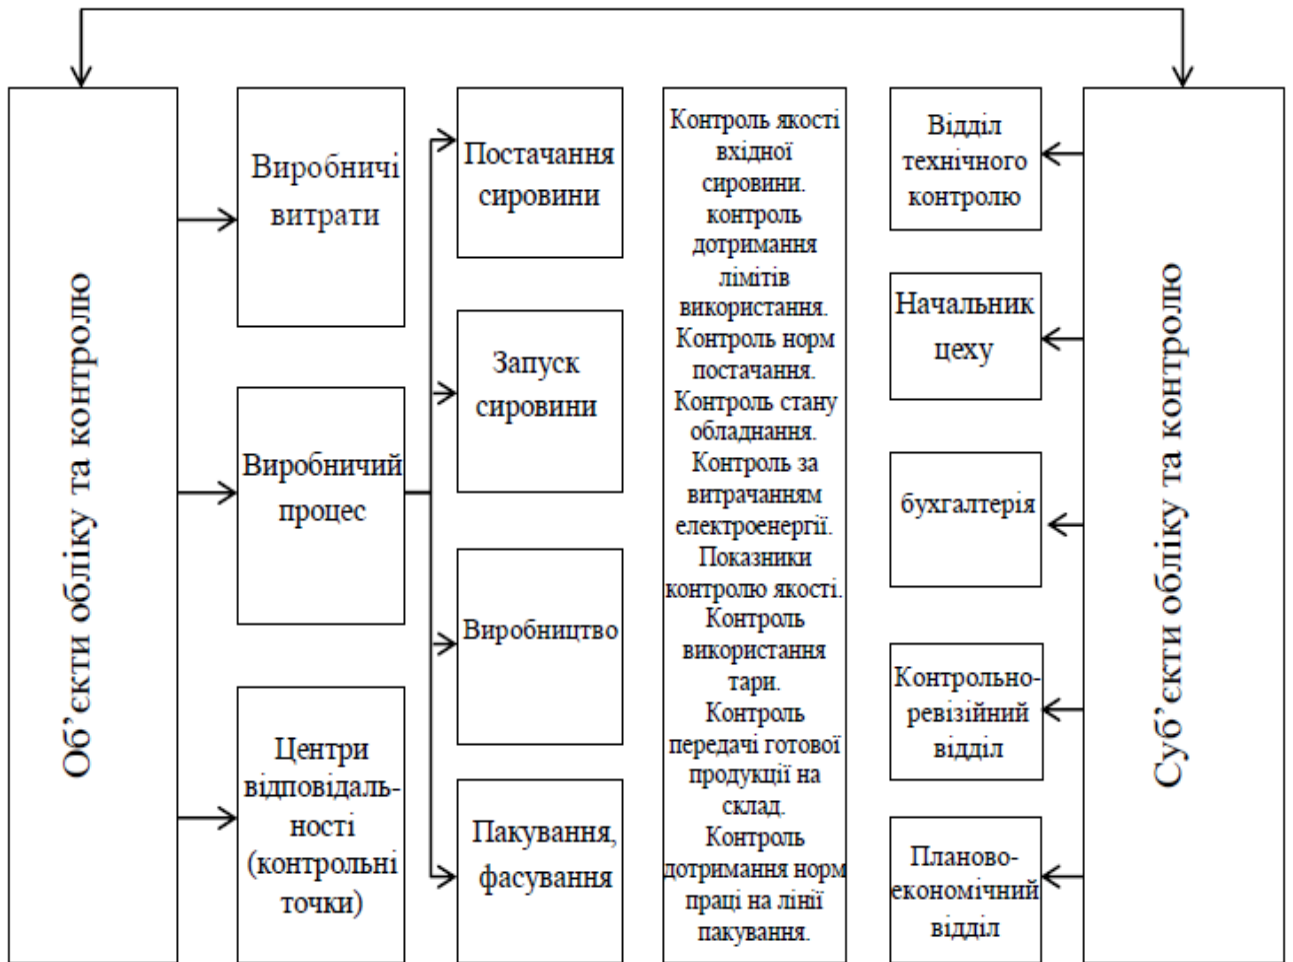 Об’єкти обліку та контролю
Виробничі
витрати
Виробничий
процес
Центри
відповідаль-
ності
(контрольні
точки)
Постачання
сировини
Запуск
сировини
Виробництво
Пакування,
фасування
Контроль якості
вхідної
сировини.
контроль
дотримання
лімітів
використання.
Контроль норм
постачання.
Контроль стану
обладнання.
Контроль за
витрачанням
електроенергії.
Показники
контролю якості.
Контроль
використання
тари.
Контроль
передачі готової
продукції на
склад.
Контроль
дотримання норм
праці на лінії
пакування.
Відділ
технічного
контролю
Начальник
цеху
бухгалтерія
Контрольно-
ревізійний
відділ
Планово-
економічний
відділ
Суб’єкти обліку та контролю